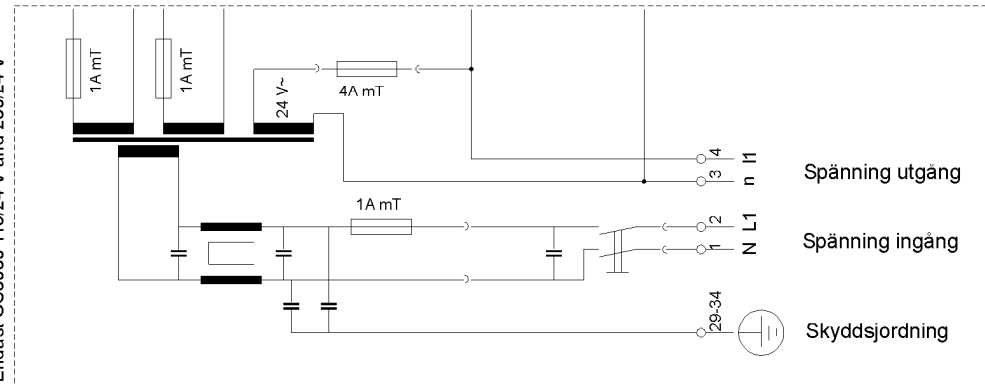 1A mT
1A mT
24 V~
4A mT
4
l1
3
n
Spänning utgång
1A mT
2
L1
1
N
Spänning ingång
29-34
Skyddsjordning